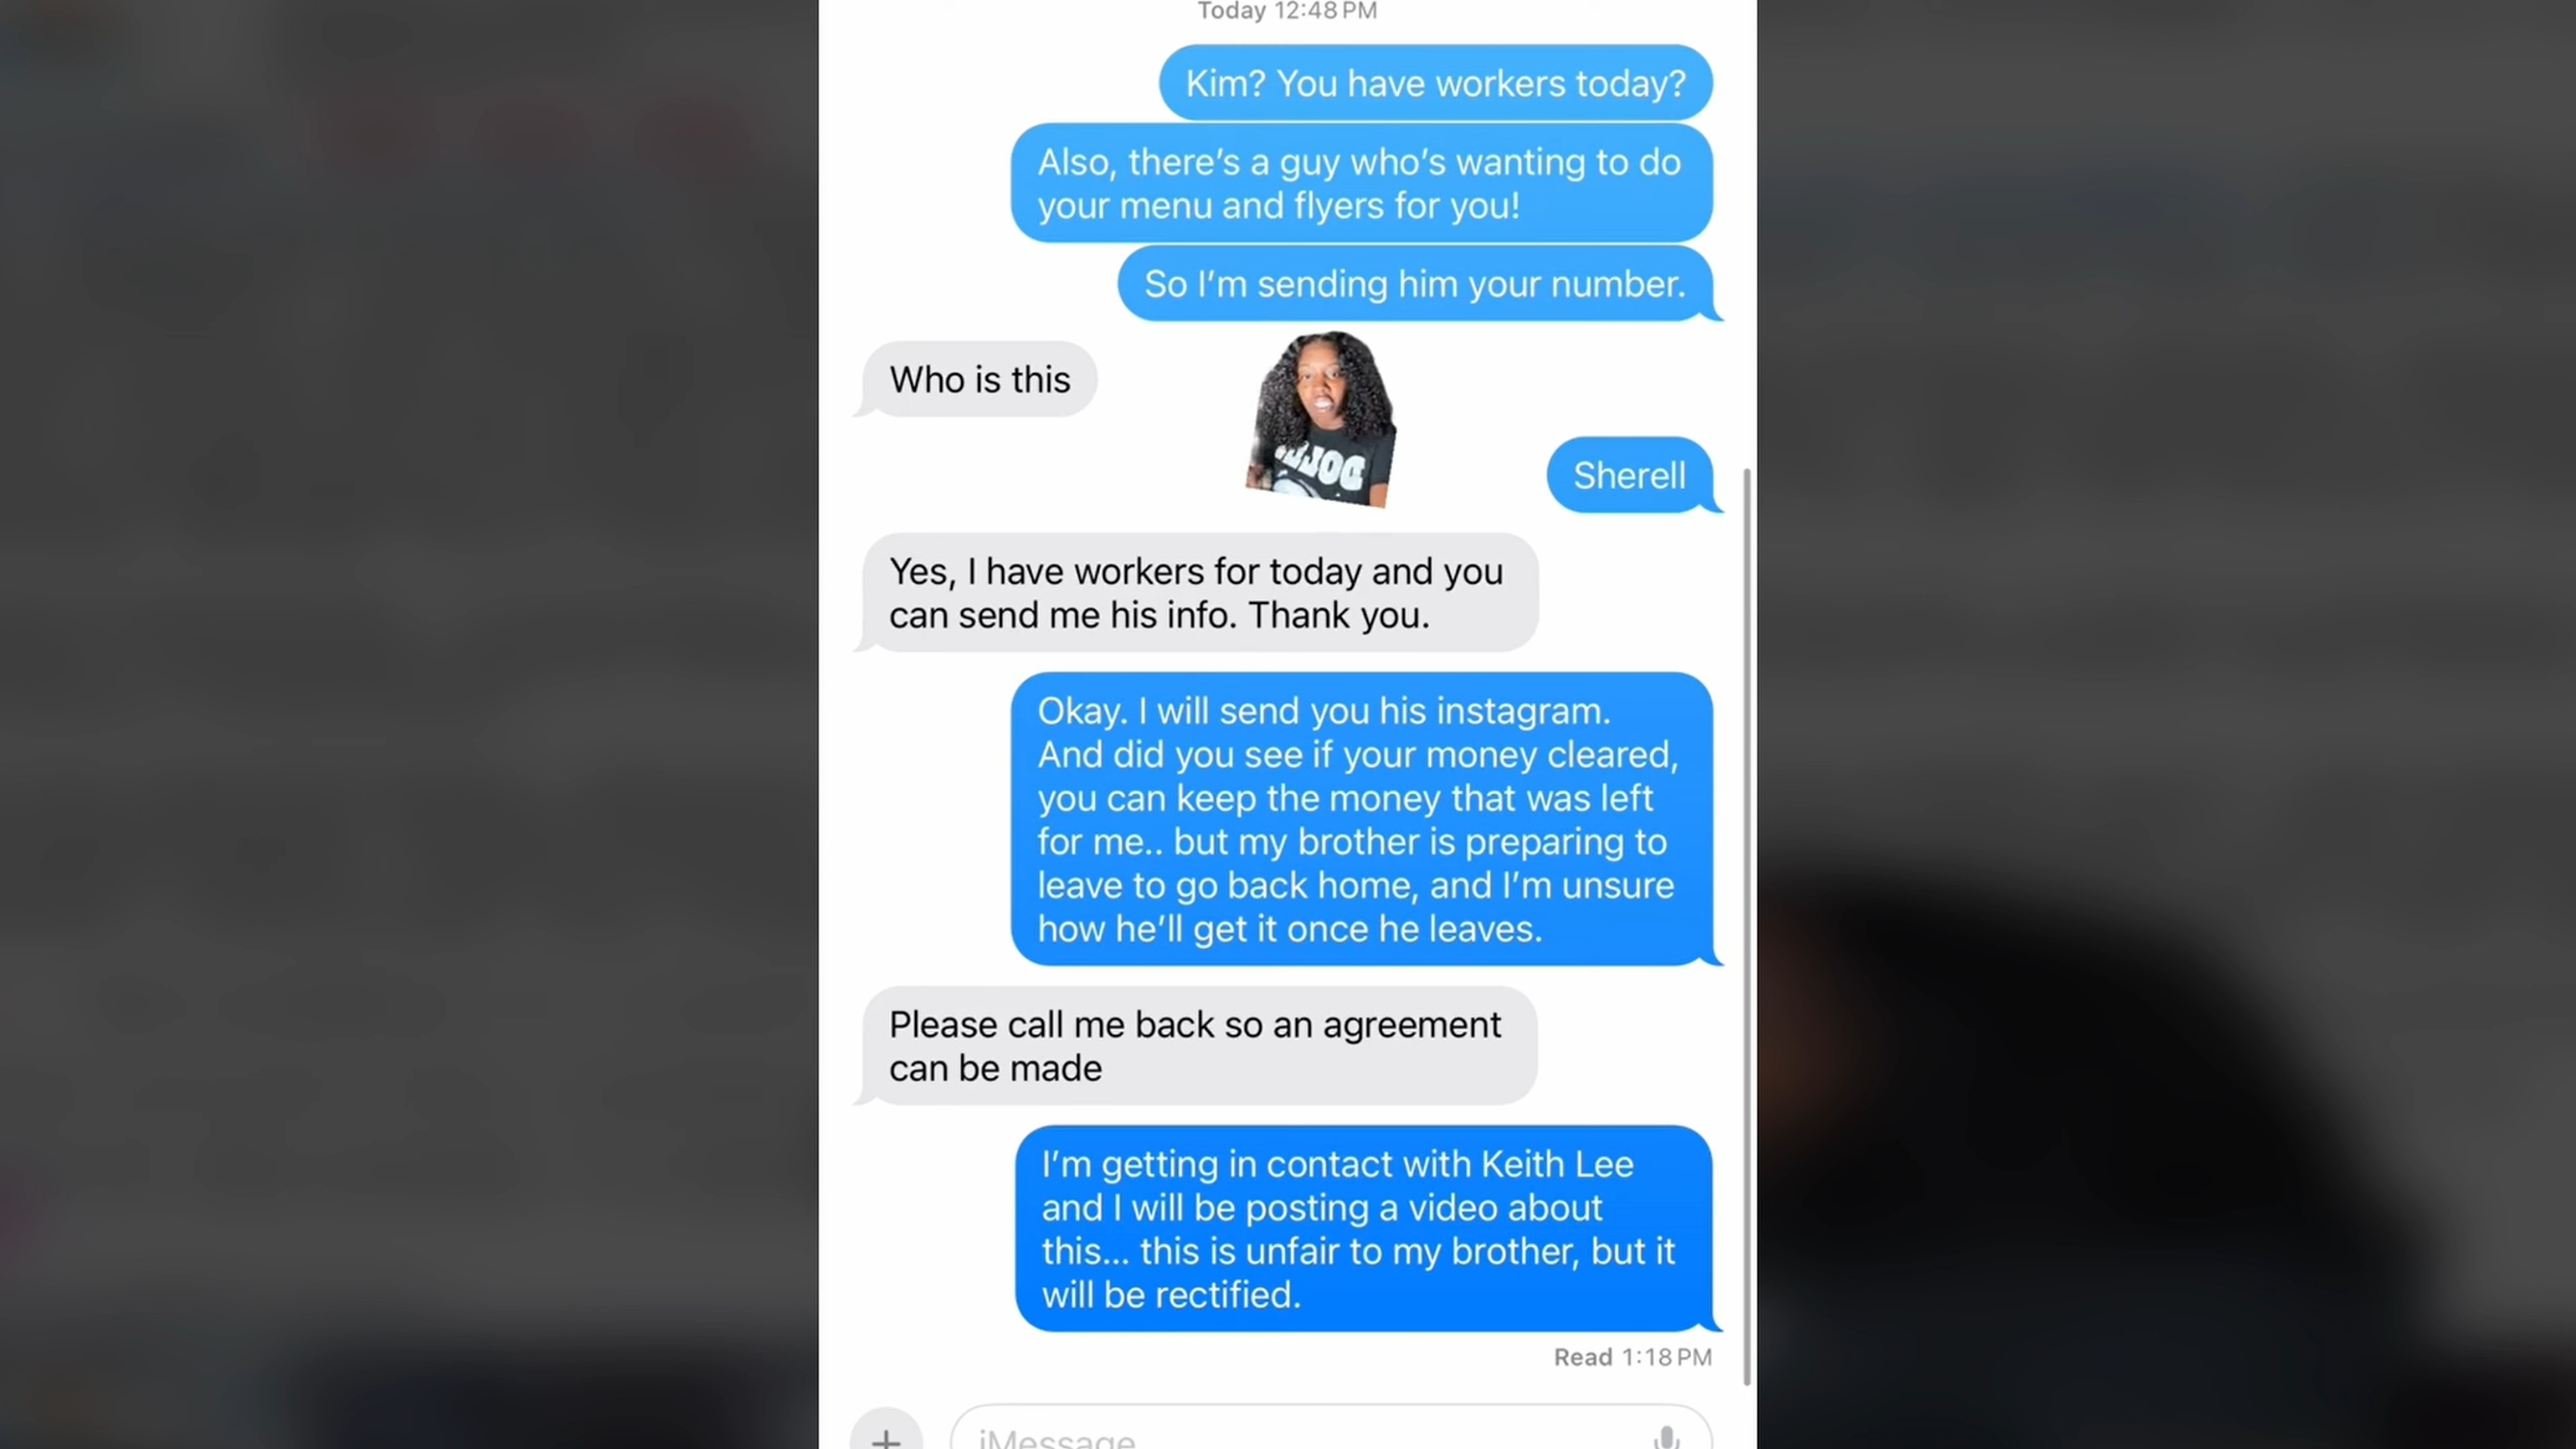 Today 12:48 PM
Kim? You have workers today?
Also, there's a guy who's wanting to do
your menu and flyers for you!
So I'm sending him your number.
Who is this
Sherell
Yes, I have workers for today and you
can send me his info. Thank you.
Okay. I will send you his instagram.
And did you see if your money cleared,
you can keep the money that was left
for me.. but my brother is preparing to
leave to go back home, and I'm unsure
how he'll get it once he leaves.
Please call me back so an agreement
can be made
I'm getting in contact with Keith Lee
and I will be posting a video about
this... this is unfair to my brother, but it
will be rectified.
Read 1:18 PM
iMessage